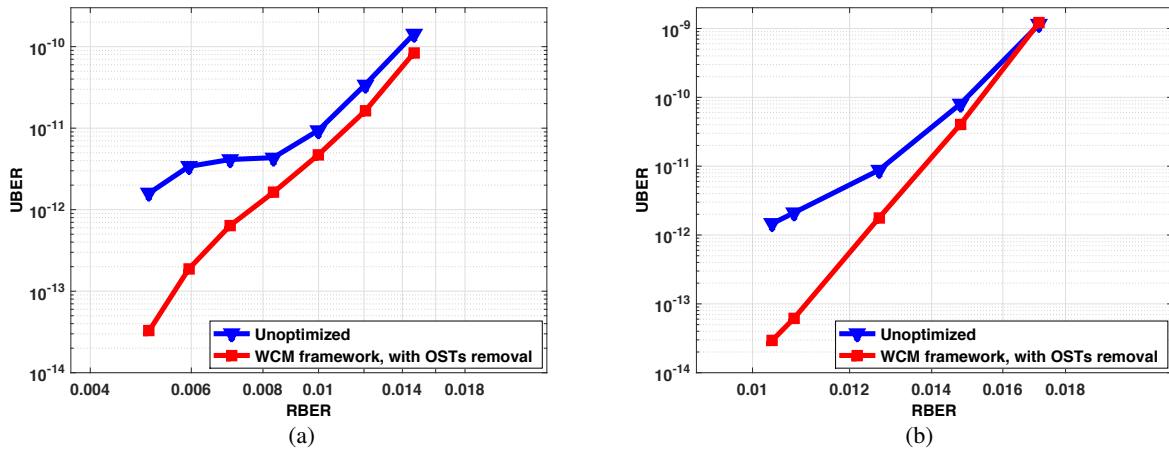 10^-10
10^-11
10^-12
10^-13
10^-14
UBER
0.004 0.006 0.008 0.01 0.014 0.018
RBER
Unoptimized
WCM framework, with OSTs removal
(a)
10^-9
10^-10
10^-11
10^-12
10^-13
10^-14
UBER
0.01 0.012 0.014 0.016 0.018
RBER
Unoptimized
WCM framework, with OSTs removal
(b)